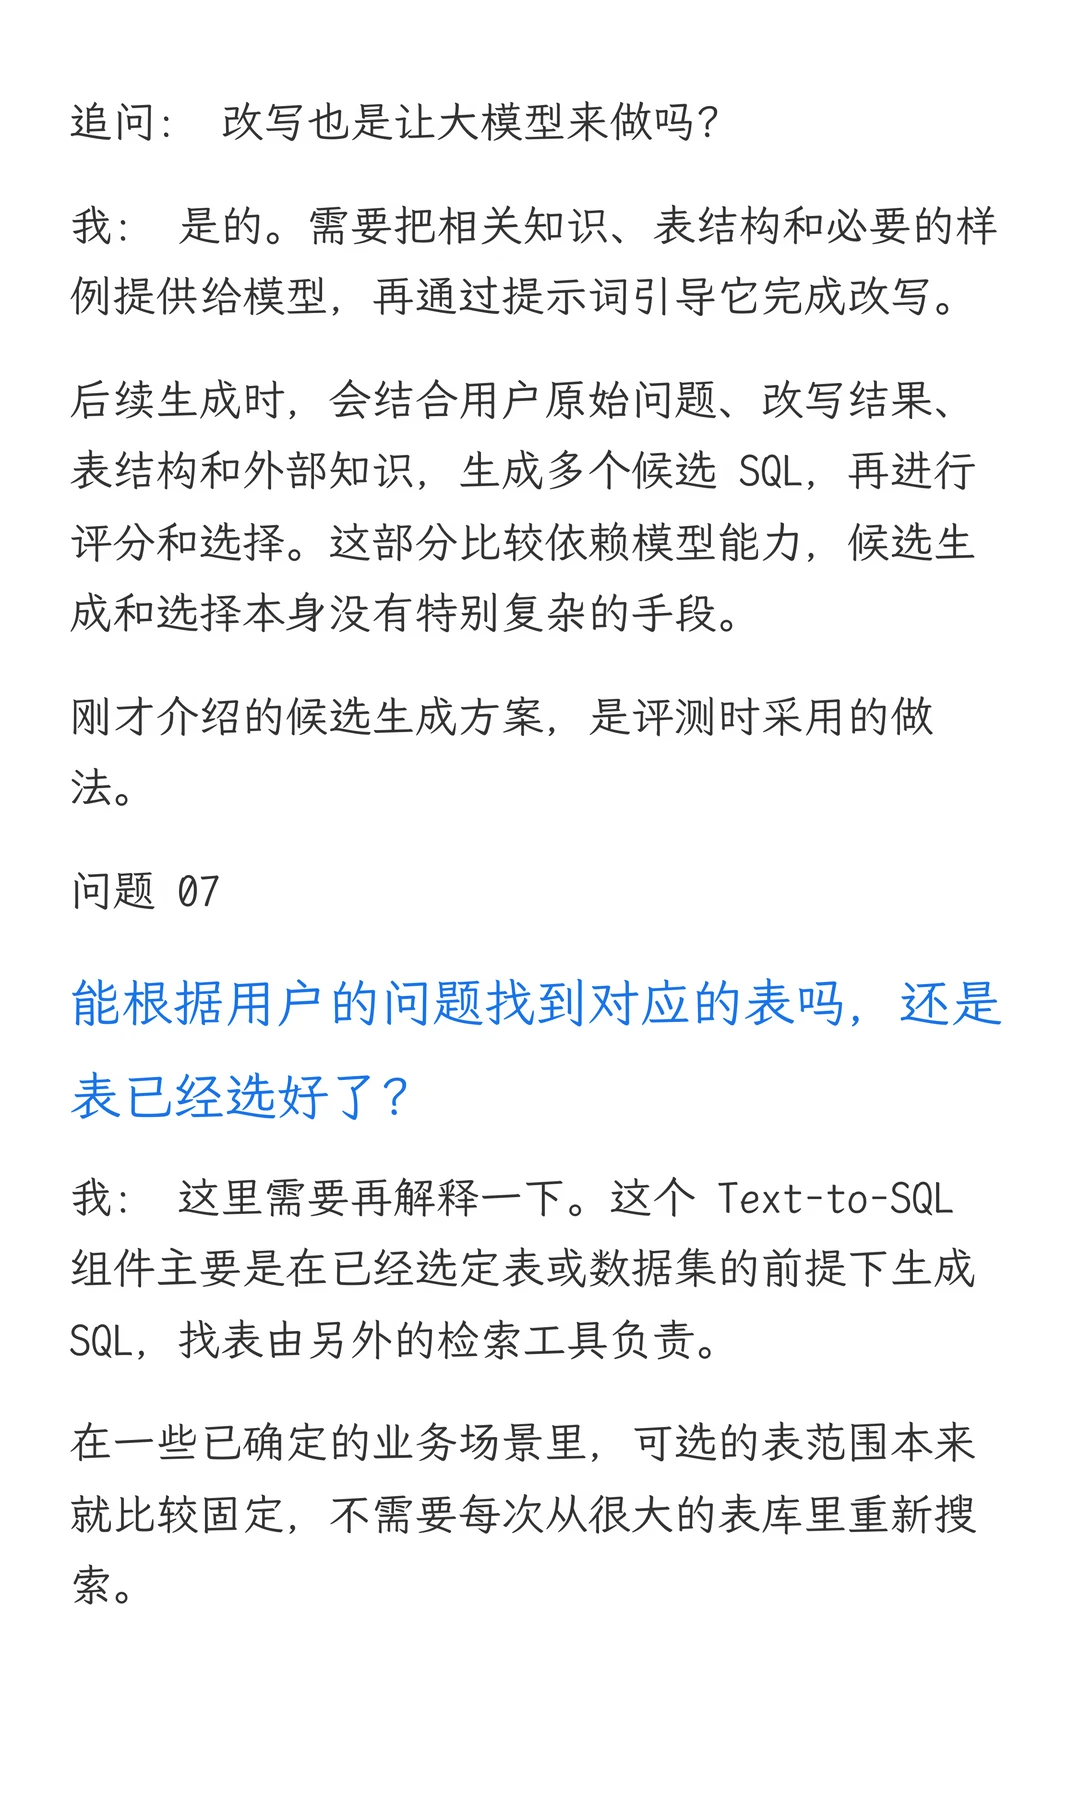 追问： 改写也是让大模型来做吗？
我： 是的。需要把相关知识、表结构和必要的样
例提供给模型，再通过提示词引导它完成改写。
后续生成时，会结合用户原始问题、改写结果、
表结构和外部知识，生成多个候选 SQL，再进行
评分和选择。这部分比较依赖模型能力，候选生
成和选择本身没有特别复杂的手段。
刚才介绍的候选生成方案，是评测时采用的做
法。
问题 07
能根据用户的问题找到对应的表吗，还是
表已经选好了？
我： 这里需要再解释一下。这个 Text-to-SQL
组件主要是在已经选定表或数据集的前提下生成
SQL，找表由另外的检索工具负责。
在一些已确定的业务场景里，可选的表范围本来
就比较固定，不需要每次从很大的表库里重新搜
索。